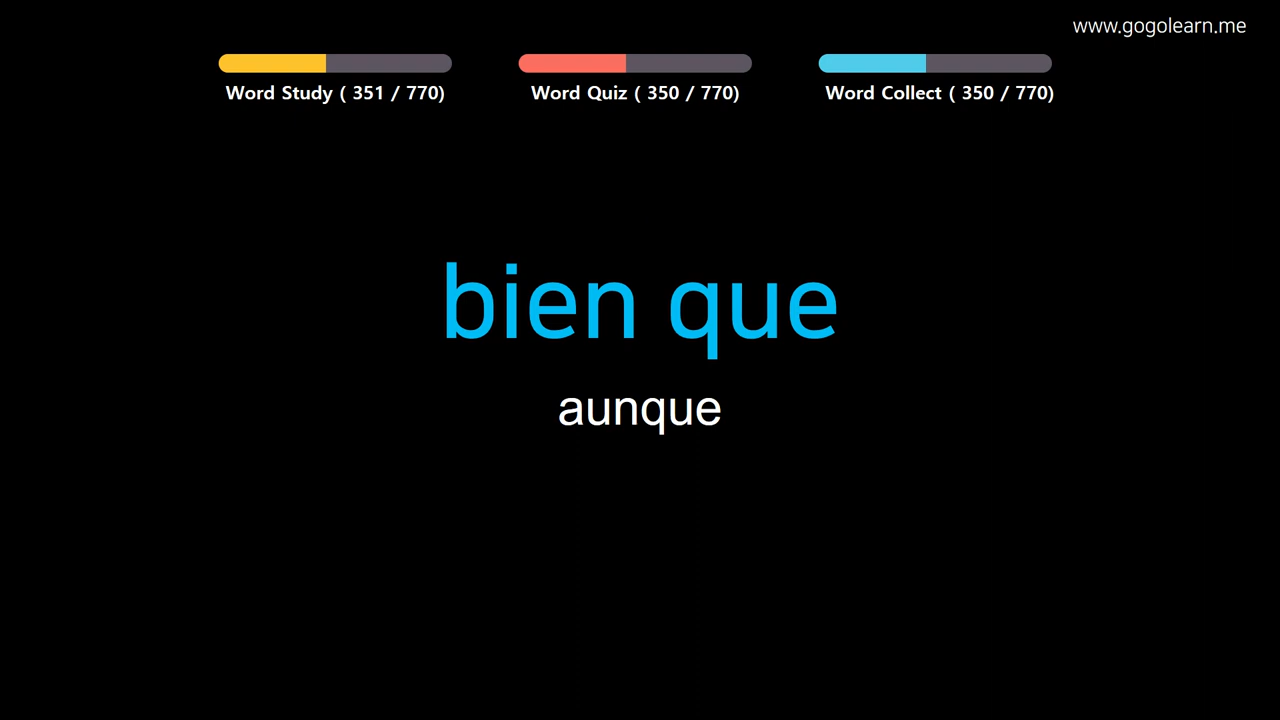 www.gogolearn.me
Word Study ( 351 / 770)
Word Quiz ( 350 / 770)
Word Collect ( 350 / 770)
bien que
aunque